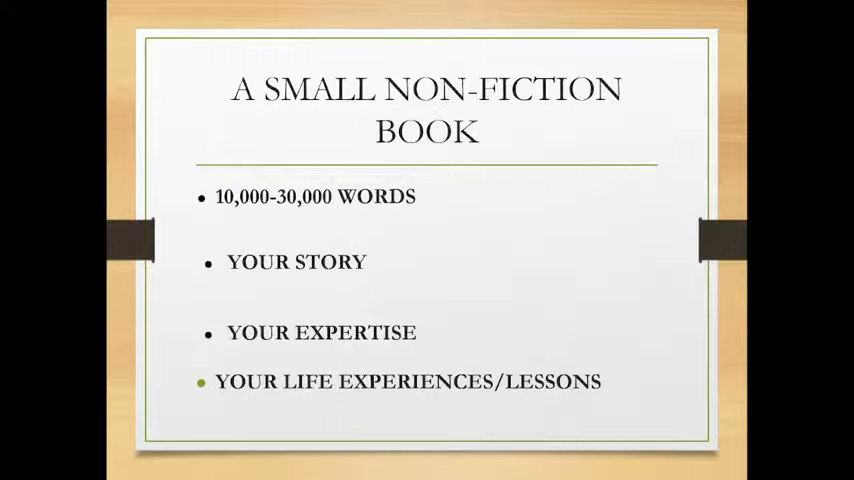 A SMALL NON-FICTION
BOOK
• 10,000-30,000 WORDS
• YOUR STORY
• YOUR EXPERTISE
• YOUR LIFE EXPERIENCES/LESSONS